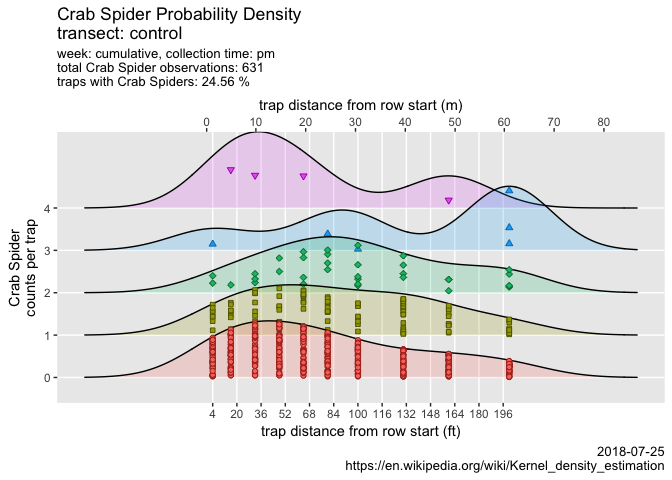 Crab Spider Probability Density
transect: control
week: cumulative, collection time: pm
total Crab Spider observations: 631
traps with Crab Spiders: 24.56 %
trap distance from row start (m)
0 10 20 30 40 50 60 70 80
Crab Spider
counts per trap
4
3
2
1
0
4 20 36 52 68 84 100 116 132 148 164 180 196
trap distance from row start (ft)
2018-07-25
https://en.wikipedia.org/wiki/Kernel_density_estimation